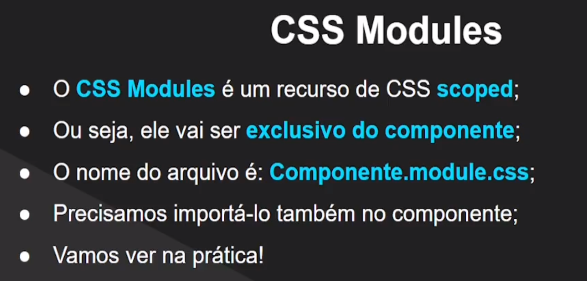 CSS Modules
● O CSS Modules é um recurso de CSS scoped;
● Ou seja, ele vai ser exclusivo do componente;
● O nome do arquivo é: Componente.module.css;
● Precisamos importá-lo também no componente;
● Vamos ver na prática!